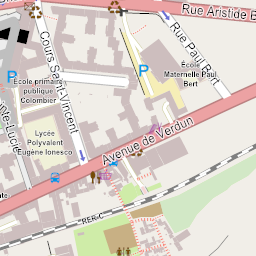 Rue Aristide B
Cours Saint-Vincent
Rue Paul B
École
Maternelle Paul
Bert
P
P
École primaire
publique
Colombier
Lycée
Polyvalent
Eugène Ionesco
Avenue de Verdun
RER C